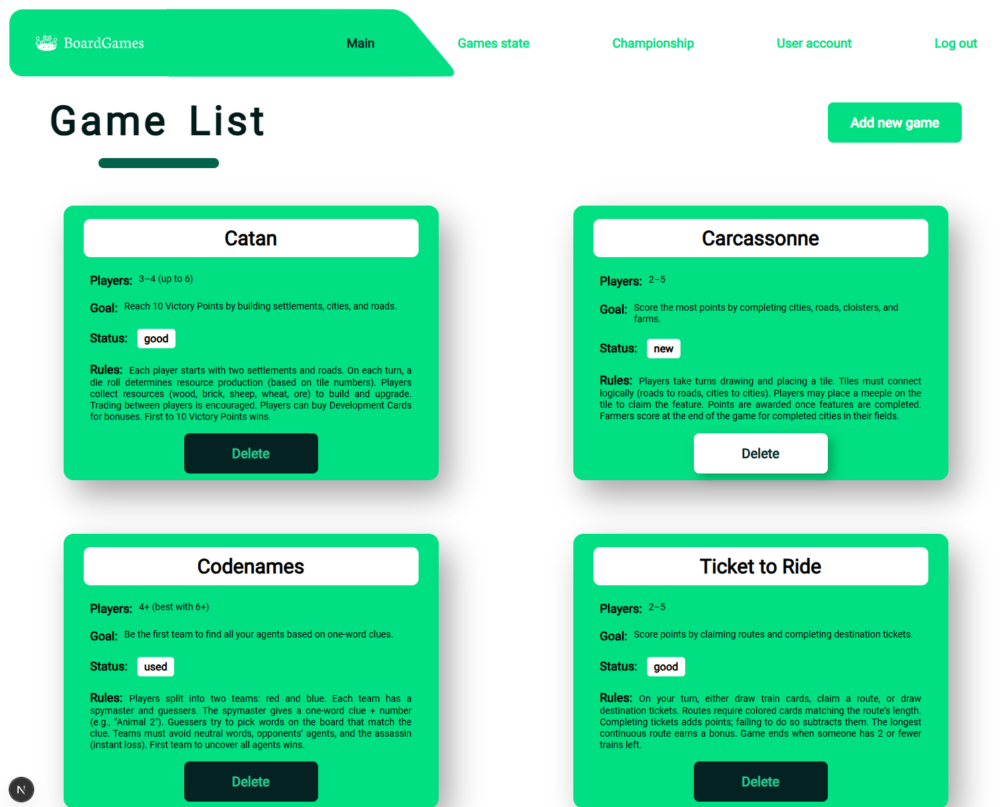 BoardGames
Main
Games state
Championship
User account
Log out
Game List
Add new game
Catan
Players: 3–4 (up to 6)
Goal: Reach 10 Victory Points by building settlements, cities, and roads.
Status: good
Rules: Each player starts with two settlements and roads. On each turn, a
die roll determines resource production (based on tile numbers). Players
collect resources (wood, brick, sheep, wheat, ore) to build and upgrade.
Trading between players is encouraged. Players can buy Development Cards
for bonuses. First to 10 Victory Points wins.
Delete
Carcassonne
Players: 2–5
Goal: Score the most points by completing cities, roads, cloisters, and
farms.
Status: new
Rules: Players take turns drawing and placing a tile. Tiles must connect
logically (roads to roads, cities to cities). Players may place a meeple on the
tile to claim the feature. Points are awarded once features are completed.
Farmers score at the end of the game for completed cities in their fields.
Delete
Codenames
Players: 4+ (best with 6+)
Goal: Be the first team to find all your agents based on one-word clues.
Status: used
Rules: Players split into two teams: red and blue. Each team has a
spymaster and guessers. The spymaster gives a one-word clue + number
(e.g., "Animal 2"). Guessers try to pick words on the board that match the
clue. Teams must avoid neutral words, opponents’ agents, and the assassin
(instant loss). First team to uncover all agents wins.
Delete
Ticket to Ride
Players: 2–5
Goal: Score points by claiming routes and completing destination tickets.
Status: good
Rules: On your turn, either draw train cards, claim a route, or draw
destination tickets. Routes require colored cards matching the route’s length.
Completing tickets adds points; failing to do so subtracts them. The longest
continuous route earns a bonus. Game ends when someone has 2 or fewer
trains left.
Delete
N